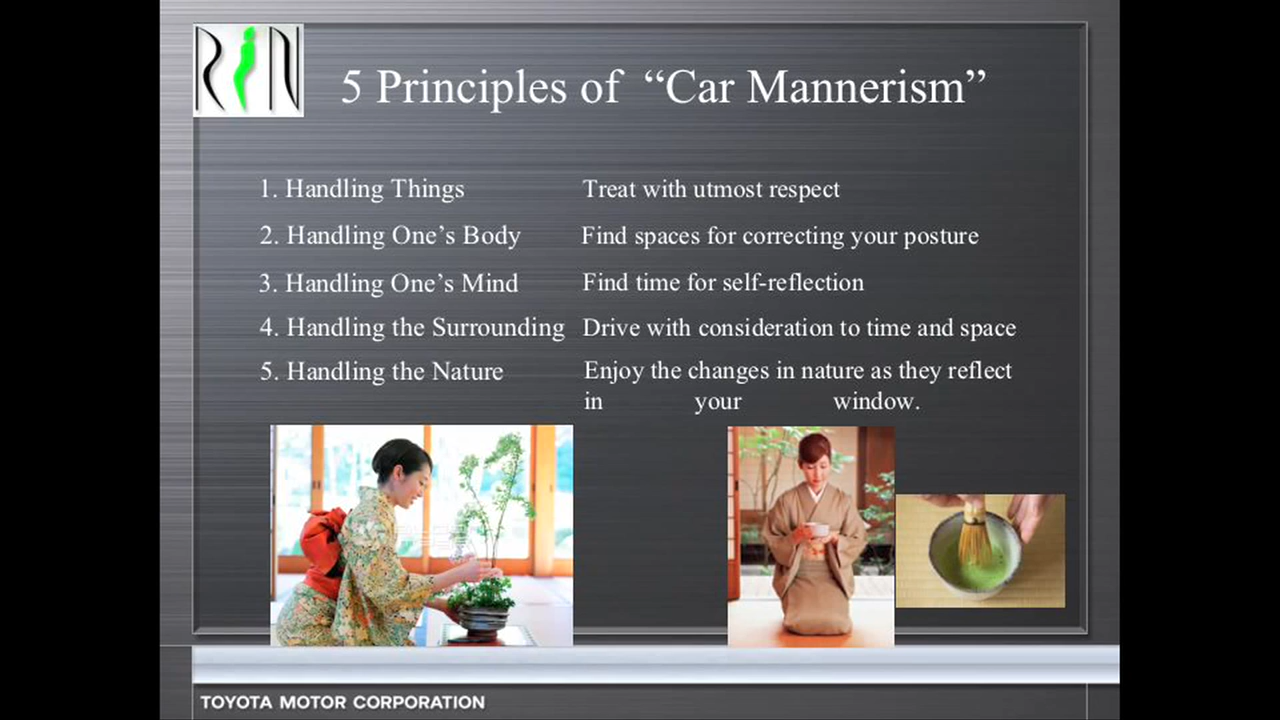 RiN
5 Principles of “Car Mannerism”
1. Handling Things Treat with utmost respect
2. Handling One’s Body Find spaces for correcting your posture
3. Handling One’s Mind Find time for self-reflection
4. Handling the Surrounding Drive with consideration to time and space
5. Handling the Nature Enjoy the changes in nature as they reflect
in your window.
TOYOTA MOTOR CORPORATION